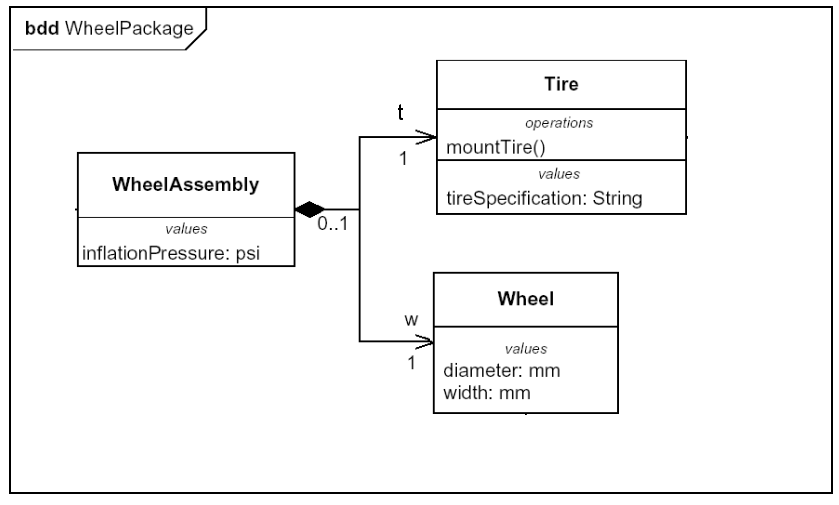 bdd WheelPackage
Tire
operations
mountTire()
values
tireSpecification: String
t
1
WheelAssembly
values
inflationPressure: psi
0..1
w
1
Wheel
values
diameter: mm
width: mm